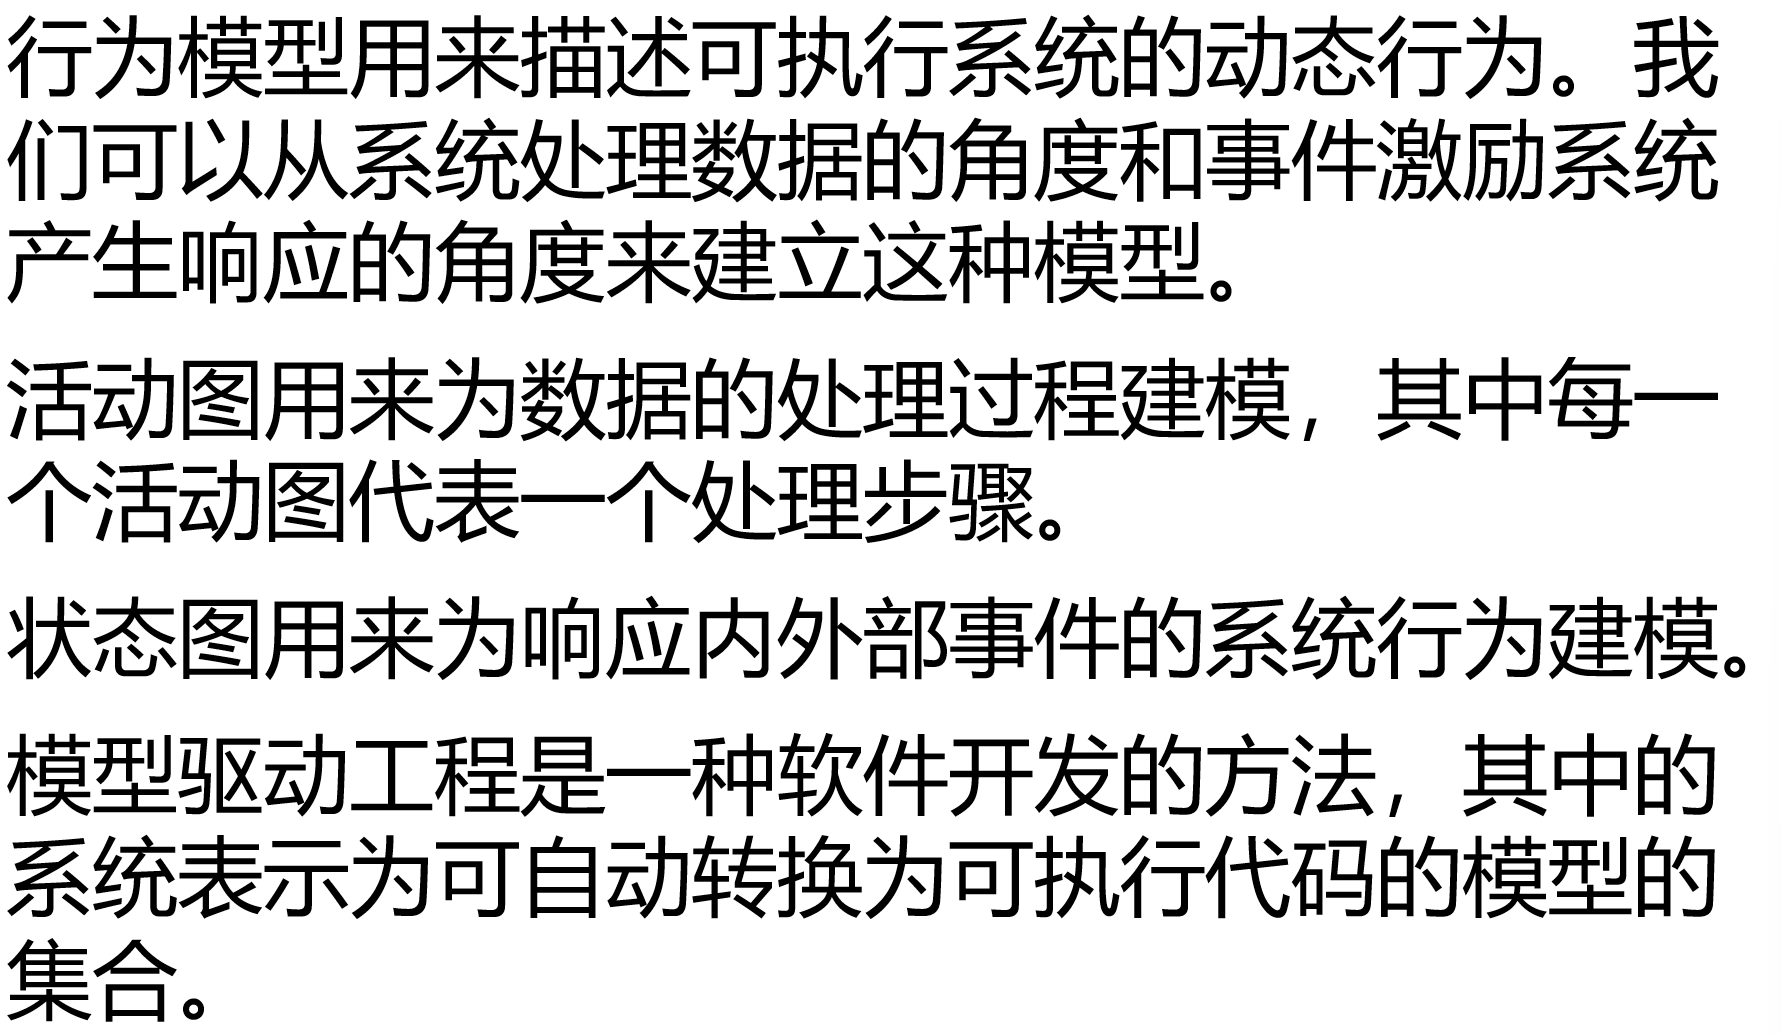 行为模型用来描述可执行系统的动态行为。我
们可以从系统处理数据的角度和事件激励系统
产生响应的角度来建立这种模型。
活动图用来为数据的处理过程建模，其中每一
个活动图代表一个处理步骤。
状态图用来为响应内外部事件的系统行为建模。
模型驱动工程是一种软件开发的方法，其中的
系统表示为可自动转换为可执行代码的模型的
集合。